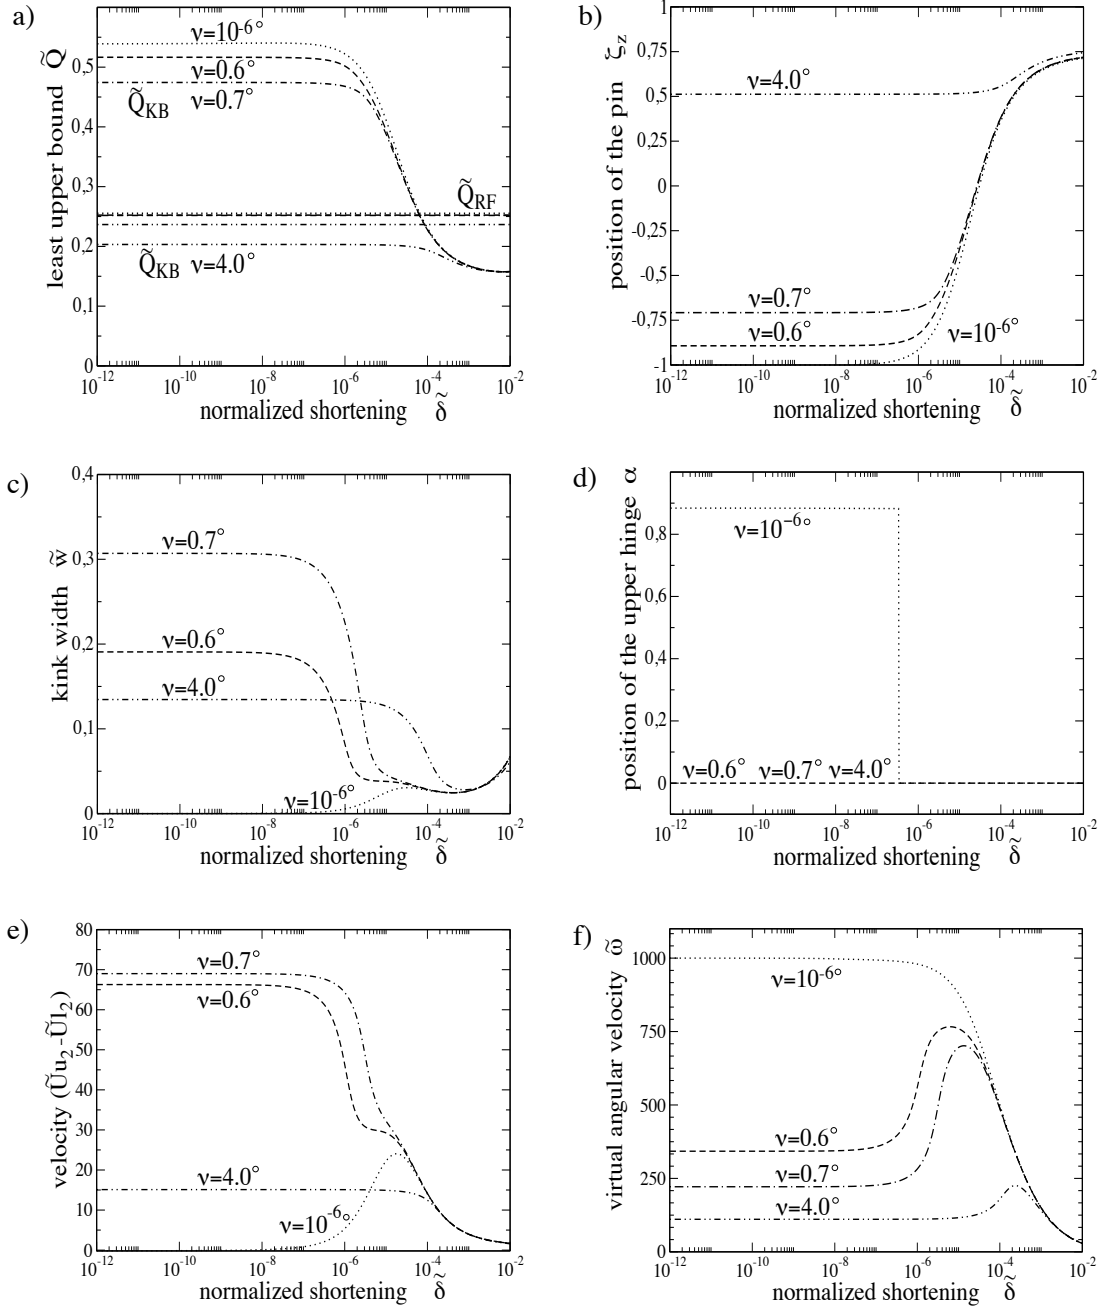 a)
least upper bound Q̃
0,5
0,4
0,3
0,2
0,1
0
ν=10⁻⁶°
ν=0.6°
Q̃KB ν=0.7°
Q̃RF
Q̃KB ν=4.0°
10⁻¹² 10⁻¹⁰ 10⁻⁸ 10⁻⁶ 10⁻⁴ 10⁻²
normalized shortening δ̃
b)
position of the pin ζz
1
0,75
0,5
0,25
0
-0,25
-0,5
-0,75
-1
ν=4.0°
ν=0.7°
ν=0.6°
ν=10⁻⁶°
10⁻¹² 10⁻¹⁰ 10⁻⁸ 10⁻⁶ 10⁻⁴ 10⁻²
normalized shortening δ̃
c)
kink width w̃
0,4
0,3
0,2
0,1
0
ν=0.7°
ν=0.6°
ν=4.0°
ν=10⁻⁶°
10⁻¹² 10⁻¹⁰ 10⁻⁸ 10⁻⁶ 10⁻⁴ 10⁻²
normalized shortening δ̃
d)
position of the upper hinge α
0.8
0,6
0,4
0,2
0
ν=10⁻⁶°
ν=0.6° ν=0.7° ν=4.0°
10⁻¹² 10⁻¹⁰ 10⁻⁸ 10⁻⁶ 10⁻⁴ 10⁻²
normalized shortening δ̃
e)
velocity (Ũu₂-Ũl₂)
80
70
60
50
40
30
20
10
0
ν=0.7°
ν=0.6°
ν=4.0°
ν=10⁻⁶°
10⁻¹² 10⁻¹⁰ 10⁻⁸ 10⁻⁶ 10⁻⁴ 10⁻²
normalized shortening δ̃
f)
virtual angular velocity ω̃
1000
750
500
250
0
ν=10⁻⁶°
ν=0.6°
ν=0.7°
ν=4.0°
10⁻¹² 10⁻¹⁰ 10⁻⁸ 10⁻⁶ 10⁻⁴ 10⁻²
normalized shortening δ̃